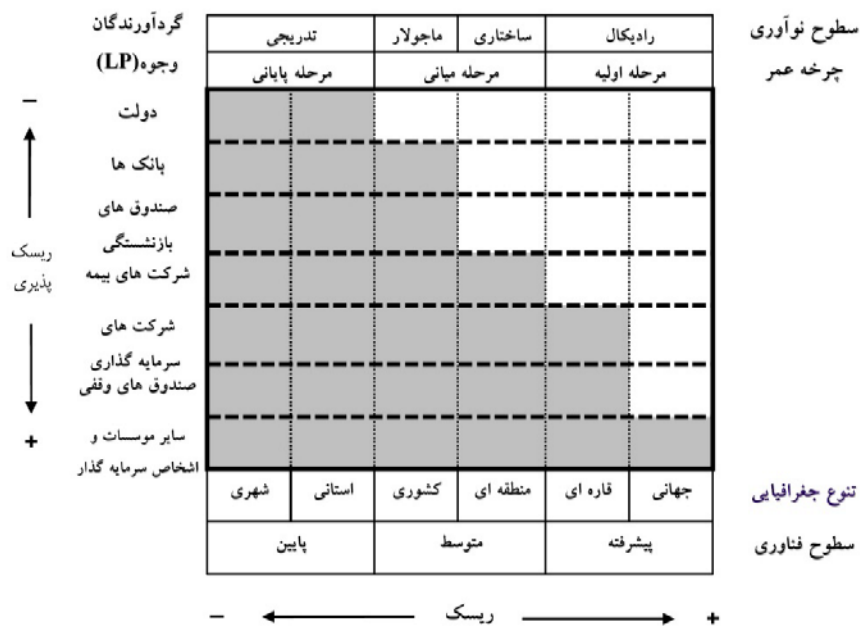 سطوح نوآوری
رادیکال
ساختاری
ماجولار
تدریجی
گردآورندگان
وجوه(LP)
چرخه عمر
مرحله اولیه
مرحله میانی
مرحله پایانی
دولت
بانک ها
صندوق های
بازنشستگی
شرکت های بیمه
شرکت های
سرمایه گذاری
صندوق های وقفی
سایر موسسات و
اشخاص سرمایه گذار
–
ریسک
پذیری
+
تنوع جغرافیایی
جهانی
قاره ای
منطقه ای
کشوری
استانی
شهری
سطوح فناوری
پیشرفته
متوسط
پایین
+ ریسک –